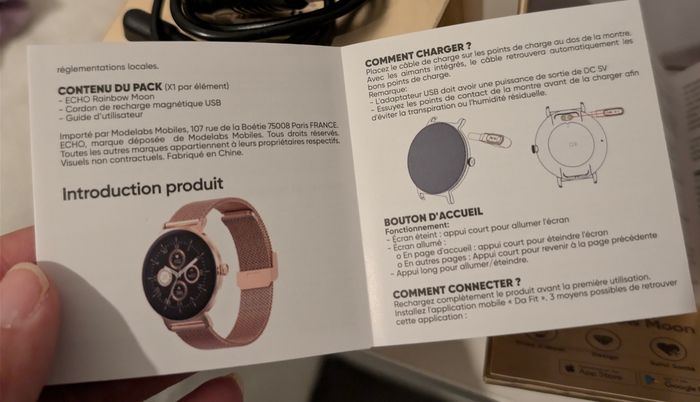 réglementations locales.
CONTENU DU PACK (X1 par élément)
- ECHO Rainbow Moon
- Cordon de recharge magnétique USB
- Guide d'utilisateur
Importé par Modelabs Mobiles, 107 rue de la Boétie 75008 Paris FRANCE.
ECHO, marque déposée de Modelabs Mobiles. Tous droits réservés.
Toutes les autres marques appartiennent à leurs propriétaires respectifs.
Visuels non contractuels. Fabriqué en Chine.
Introduction produit
COMMENT CHARGER ?
Placez le câble de charge sur les points de charge au dos de la montre.
Avec les aimants intégrés, le câble retrouvera automatiquement les
bons points de charge.
Remarque:
- L'adaptateur USB doit avoir une puissance de sortie de DC 5V
- Essuyez les points de contact de la montre avant de la charger afin
d'éviter la transpiration ou l'humidité résiduelle.
BOUTON D'ACCUEIL
Fonctionnement:
- Écran éteint : appui court pour allumer l'écran
- Écran allumé :
o En page d'accueil : appui court pour éteindre l'écran
o En autres pages : Appui court pour revenir à la page précédente
- Appui long pour allumer/éteindre.
COMMENT CONNECTER ?
Rechargez complètement le produit avant la première utilisation.
Installez l'application mobile « Da Fit ». 3 moyens possibles de retrouver
cette application :
Moon
App Store
Google